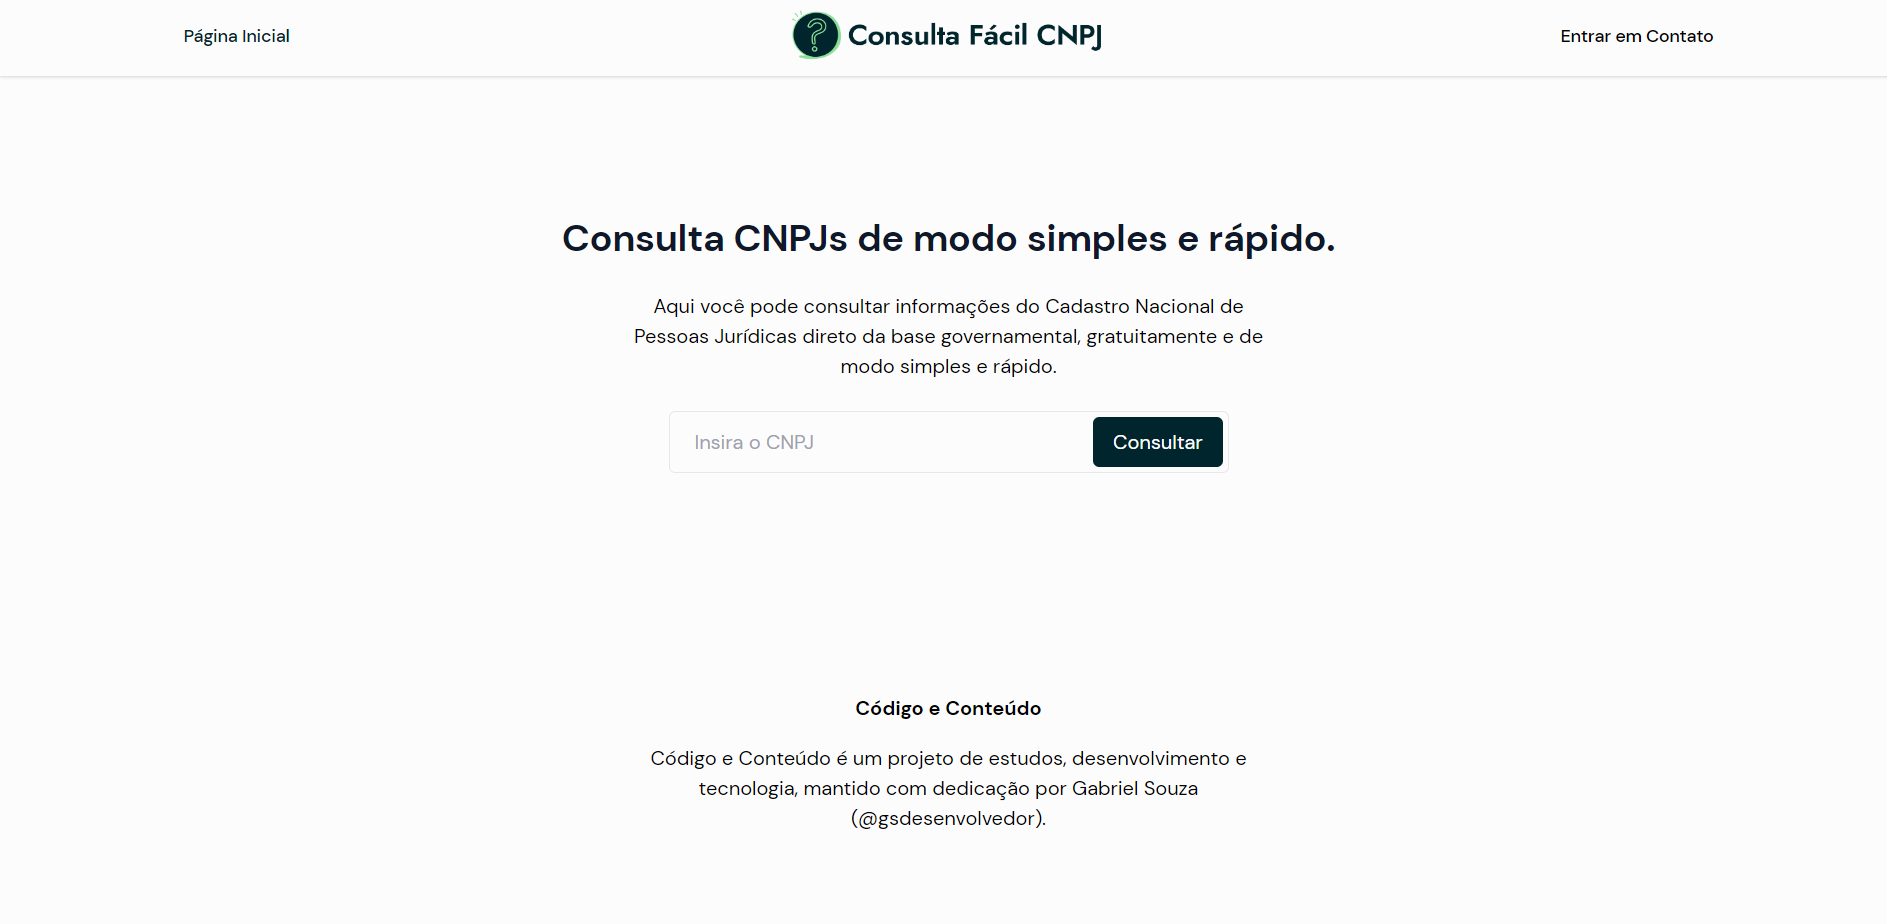 Página Inicial
Consulta Fácil CNPJ
Entrar em Contato
Consulta CNPJs de modo simples e rápido.
Aqui você pode consultar informações do Cadastro Nacional de
Pessoas Jurídicas direto da base governamental, gratuitamente e de
modo simples e rápido.
Insira o CNPJ
Consultar
Código e Conteúdo
Código e Conteúdo é um projeto de estudos, desenvolvimento e
tecnologia, mantido com dedicação por Gabriel Souza
(@gsdesenvolvedor).